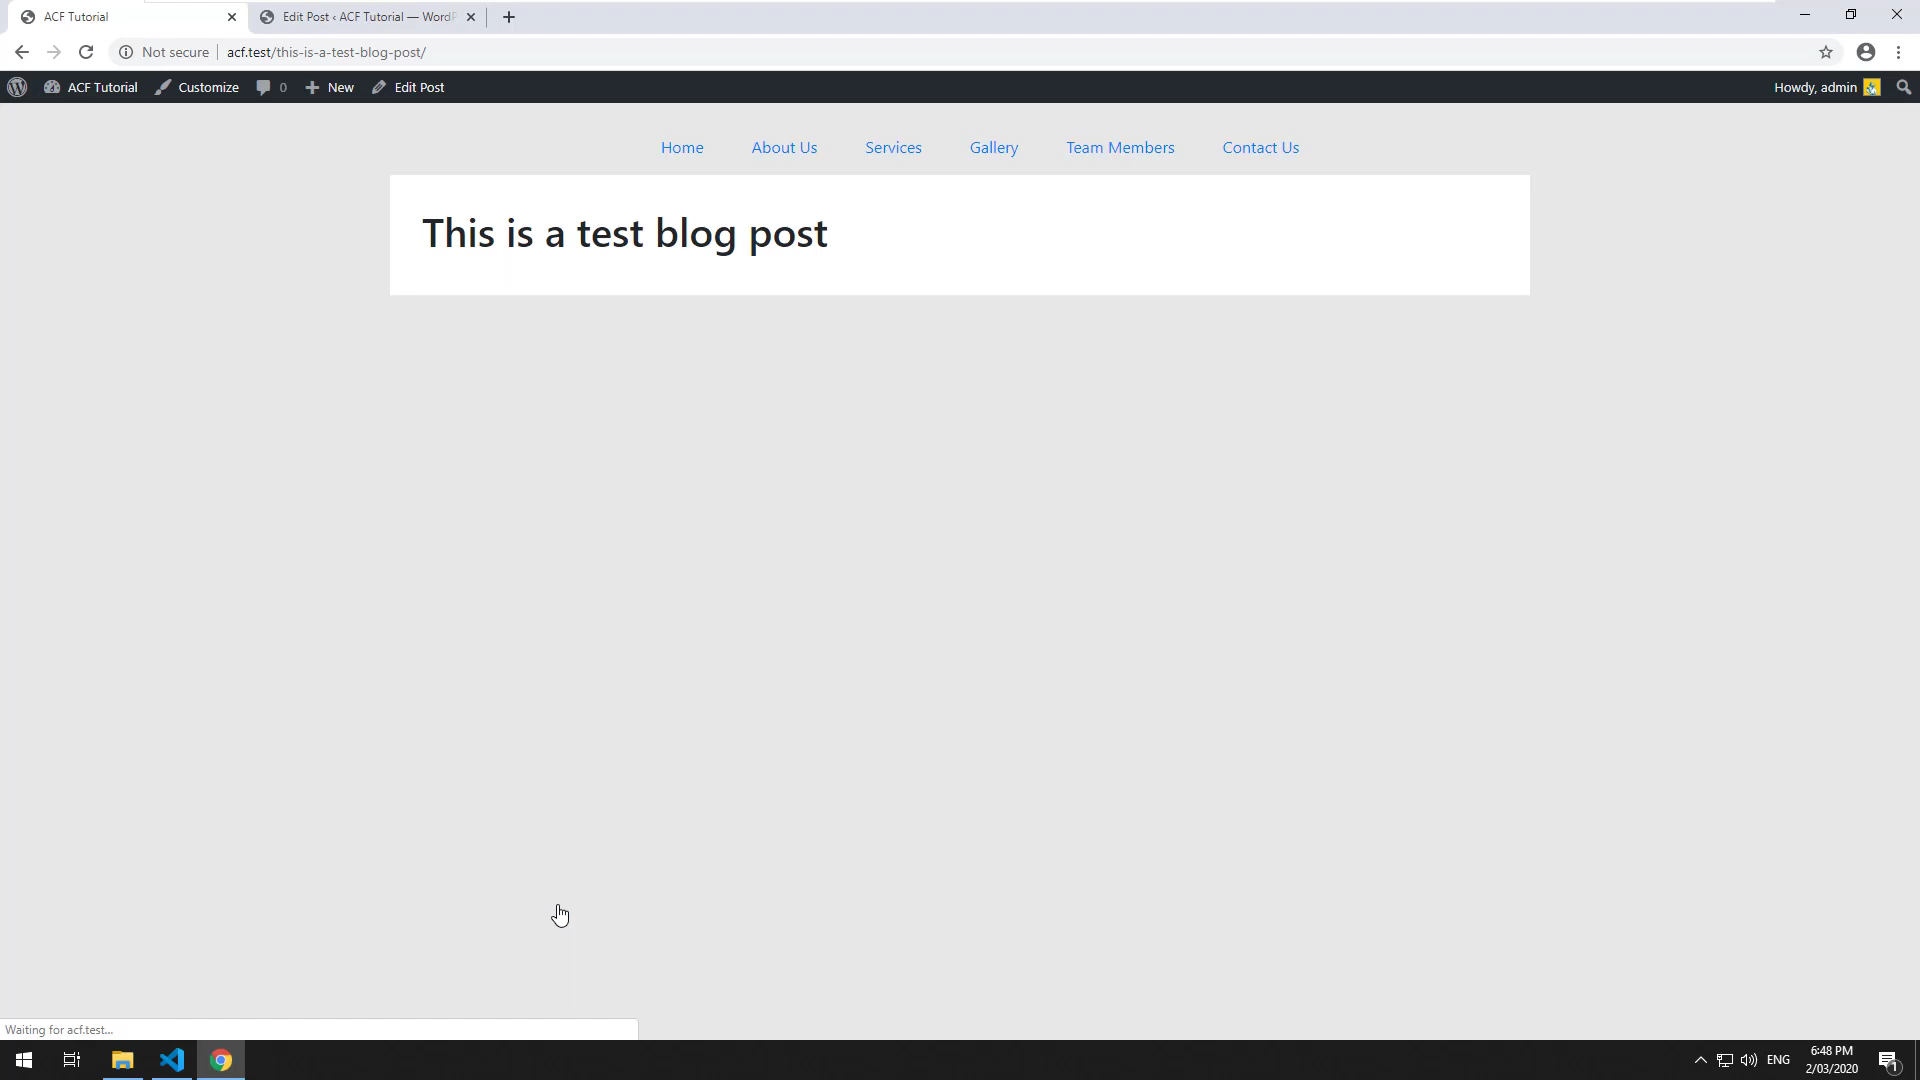 ACF Tutorial
Edit Post ‹ ACF Tutorial — WordP
Not secure acf.test/this-is-a-test-blog-post/
ACF Tutorial Customize 0 New Edit Post Howdy, admin
Home About Us Services Gallery Team Members Contact Us
This is a test blog post
Waiting for acf.test...
ENG
6:48 PM
2/03/2020
1